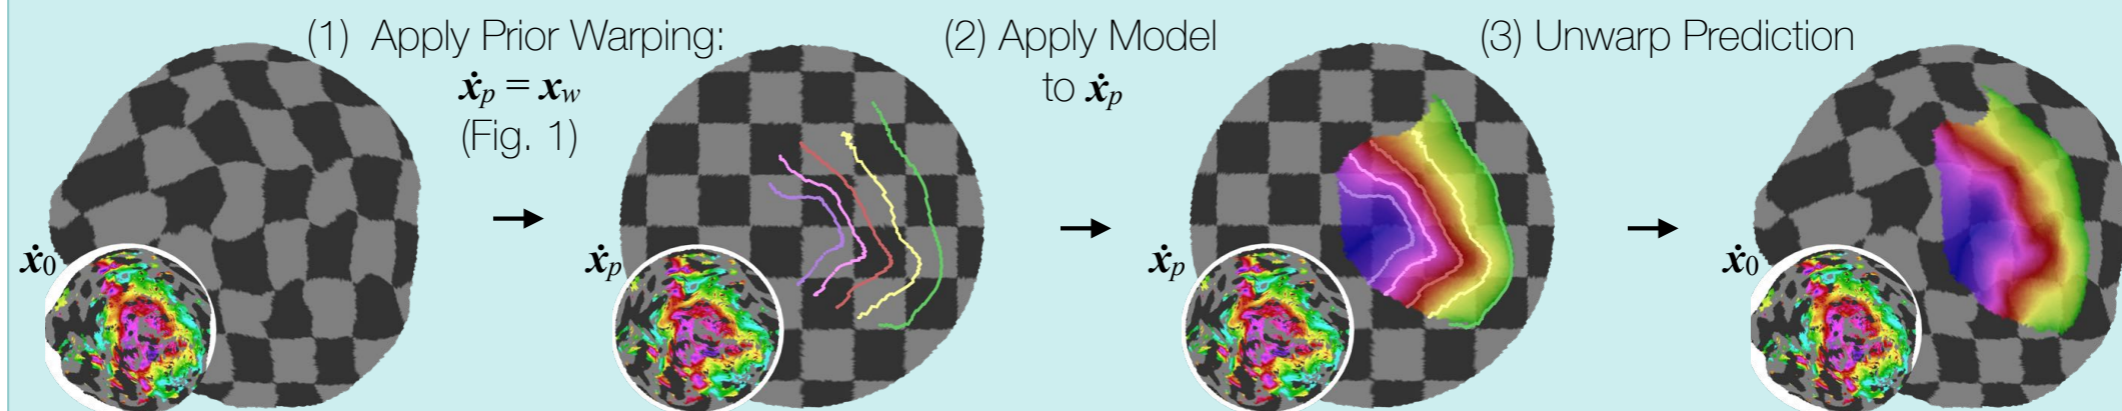 (1) Apply Prior Warping:
ẋp = xw
(Fig. 1)
(2) Apply Model
to ẋp
(3) Unwarp Prediction
ẋ0
ẋp
ẋp
ẋ0